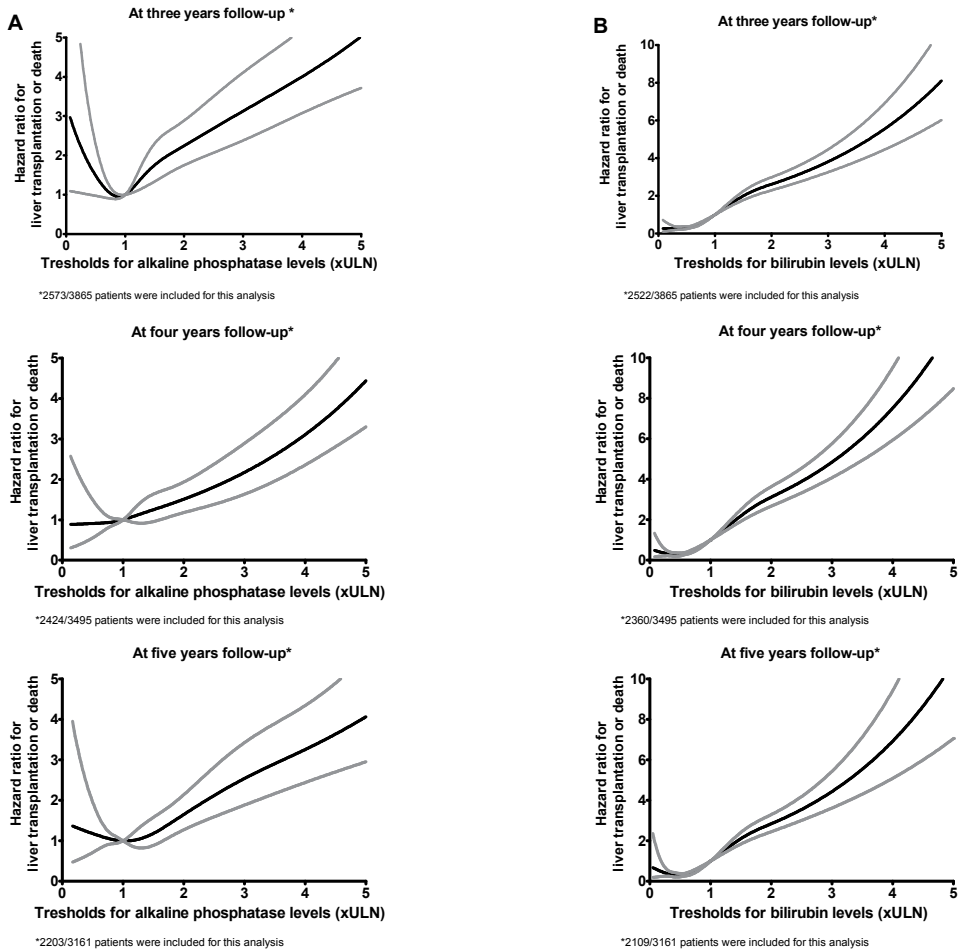 A
At three years follow-up *
Hazard ratio for
liver transplantation or death
5
4
3
2
1
0
0 1 2 3 4 5
Tresholds for alkaline phosphatase levels (xULN)
*2573/3865 patients were included for this analysis
B
At three years follow-up*
Hazard ratio for
liver transplantation or death
10
8
6
4
2
0
0 1 2 3 4 5
Tresholds for bilirubin levels (xULN)
*2522/3865 patients were included for this analysis
At four years follow-up*
Hazard ratio for
liver transplantation or death
5
4
3
2
1
0
0 1 2 3 4 5
Tresholds for alkaline phosphatase levels (xULN)
*2424/3495 patients were included for this analysis
At four years follow-up*
Hazard ratio for
liver transplantation or death
10
8
6
4
2
0
0 1 2 3 4 5
Tresholds for bilirubin levels (xULN)
*2360/3495 patients were included for this analysis
At five years follow-up*
Hazard ratio for
liver transplantation or death
5
4
3
2
1
0
0 1 2 3 4 5
Tresholds for alkaline phosphatase levels (xULN)
*2203/3161 patients were included for this analysis
At five years follow-up*
Hazard ratio for
liver transplantation or death
10
8
6
4
2
0
0 1 2 3 4 5
Tresholds for bilirubin levels (xULN)
*2109/3161 patients were included for this analysis